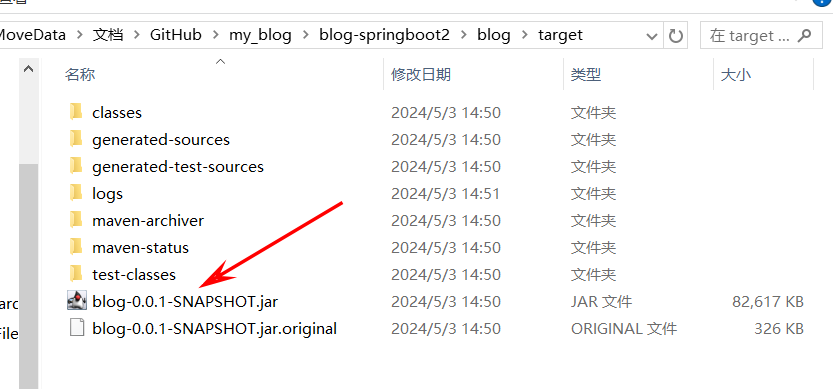 MoveData > 文档 > GitHub > my_blog > blog-springboot2 > blog > target 在 target ...
名称 修改日期 类型 大小
classes 2024/5/3 14:50 文件夹
generated-sources 2024/5/3 14:50 文件夹
generated-test-sources 2024/5/3 14:50 文件夹
logs 2024/5/3 14:51 文件夹
maven-archiver 2024/5/3 14:50 文件夹
maven-status 2024/5/3 14:50 文件夹
test-classes 2024/5/3 14:50 文件夹
arc blog-0.0.1-SNAPSHOT.jar 2024/5/3 14:50 JAR 文件 82,617 KB
File blog-0.0.1-SNAPSHOT.jar.original 2024/5/3 14:50 ORIGINAL 文件 326 KB